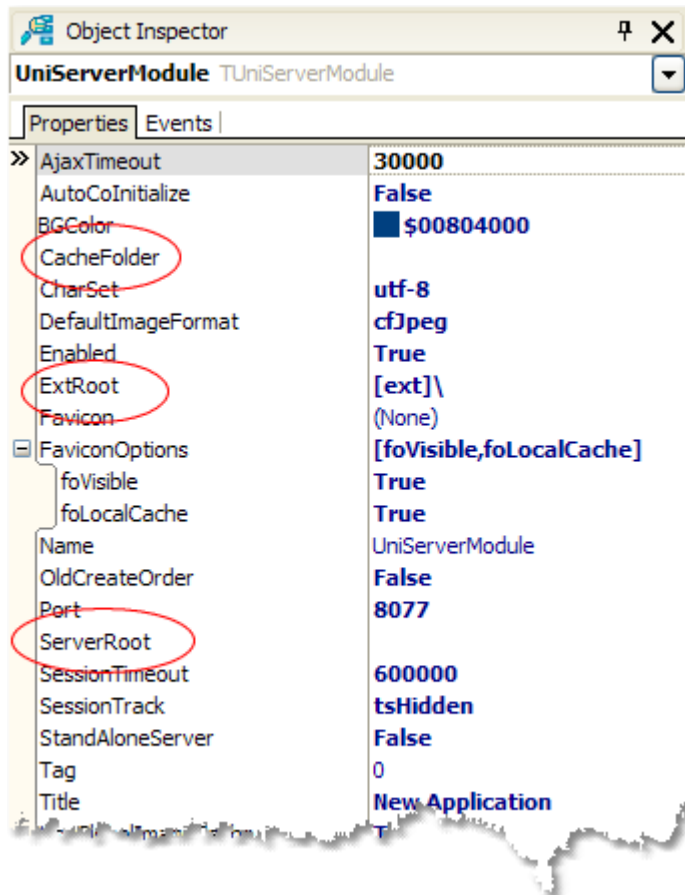 Object Inspector
UniServerModule TUniServerModule
Properties Events
AjaxTimeout 30000
AutoCoInitialize False
BGColor $00804000
CacheFolder
CharSet utf-8
DefaultImageFormat cfJpeg
Enabled True
ExtRoot [ext]\
Favicon (None)
FaviconOptions [foVisible,foLocalCache]
foVisible True
foLocalCache True
Name UniServerModule
OldCreateOrder False
Port 8077
ServerRoot
SessionTimeout 600000
SessionTrack tsHidden
StandAloneServer False
Tag 0
Title New Application